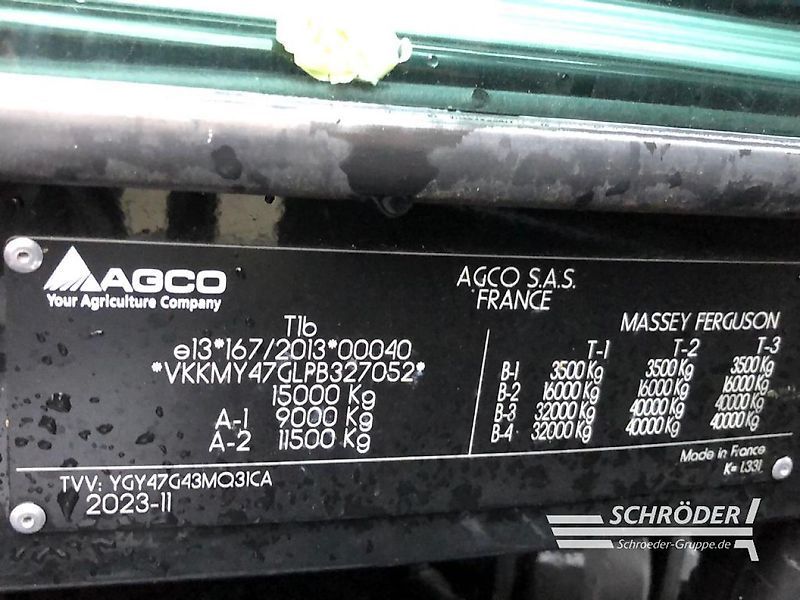 AGCO
Your Agriculture Company
AGCO S.A.S.
FRANCE
T1b
e13*167/2013*00040
*VKKMY47GLPB327052*
15000 Kg
A-1 9000 Kg
A-2 11500 Kg
MASSEY FERGUSON
T-1 T-2 T-3
B-1 3500 Kg 3500 Kg 3500 Kg
B-2 16000 Kg 16000 Kg 16000 Kg
B-3 32000 Kg 40000 Kg 40000 Kg
B-4 32000 Kg 40000 Kg 40000 Kg
Made in France
K= 1.331
TVV: YGY47G43MQ31CA
2023-11
SCHRÖDER
Schroeder-Gruppe.de